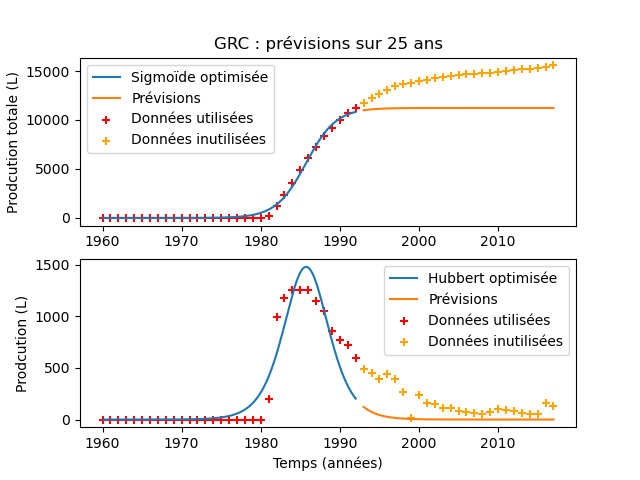 GRC : prévisions sur 25 ans
Prodcution totale (L)
15000
10000
5000
0
Sigmoïde optimisée
Prévisions
Données utilisées
Données inutilisées
1960 1970 1980 1990 2000 2010
Prodcution (L)
1500
1000
500
0
Hubbert optimisée
Prévisions
Données utilisées
Données inutilisées
1960 1970 1980 1990 2000 2010
Temps (années)